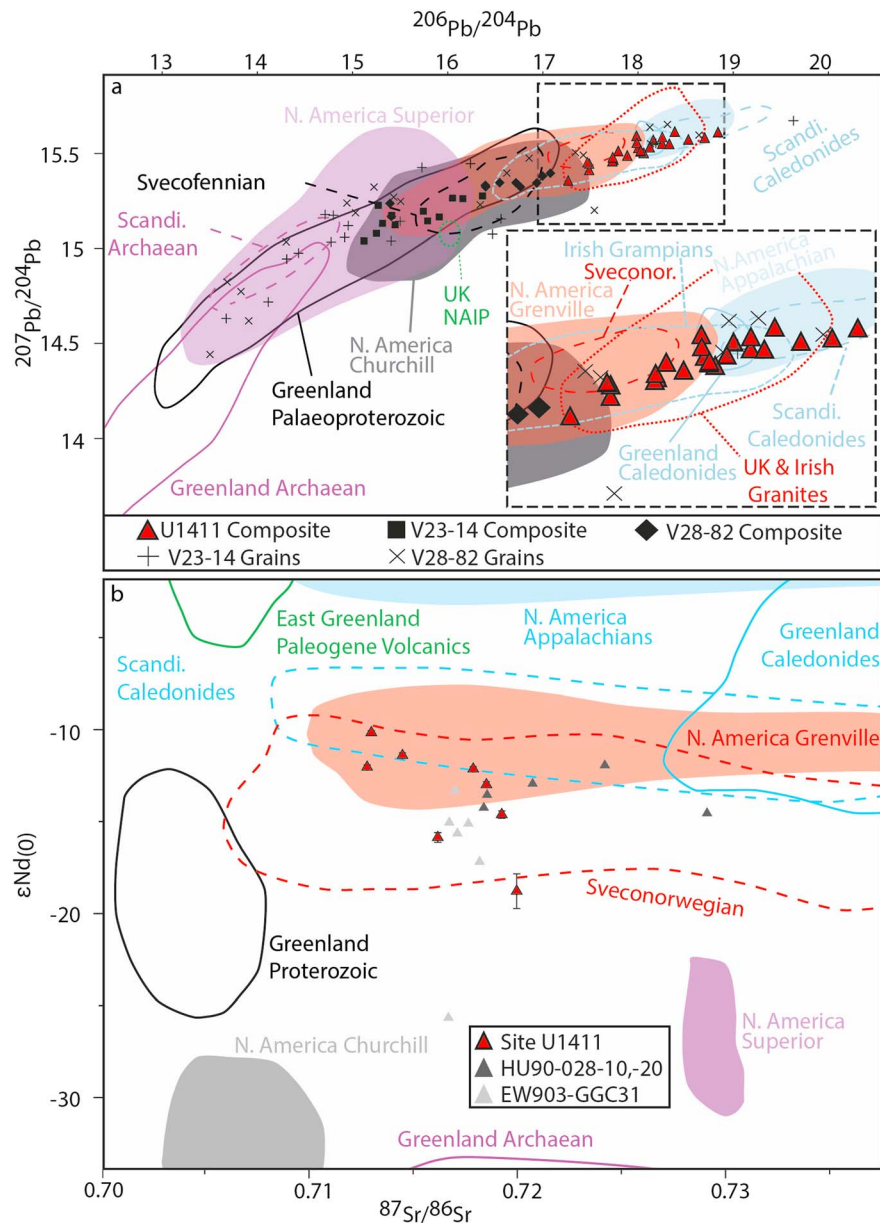 206Pb/204Pb
13 14 15 16 17 18 19 20
a
N. America Superior
15.5
Svecofennian
Scandi.
Caledonides
Scandi.
Archaean
15
207Pb/204Pb
UK
NAIP
N. America
Churchill
14.5
Greenland
Palaeoproterozoic
14
Greenland Archaean
Irish Grampians
Sveconor.
N.America
Appalachian
N. America
Grenville
Scandi.
Caledonides
Greenland
Caledonides
UK & Irish
Granites
U1411 Composite V23-14 Composite V28-82 Composite
V23-14 Grains V28-82 Grains
b
East Greenland
Paleogene Volcanics
N. America
Appalachians
Greenland
Caledonides
Scandi.
Caledonides
-10
N. America Grenville
εNd(0)
Sveconorwegian
-20
Greenland
Proterozoic
N. America Churchill
N. America
Superior
Site U1411
HU90-028-10,-20
EW903-GGC31
-30
Greenland Archaean
0.70 0.71 0.72 0.73
87Sr/86Sr